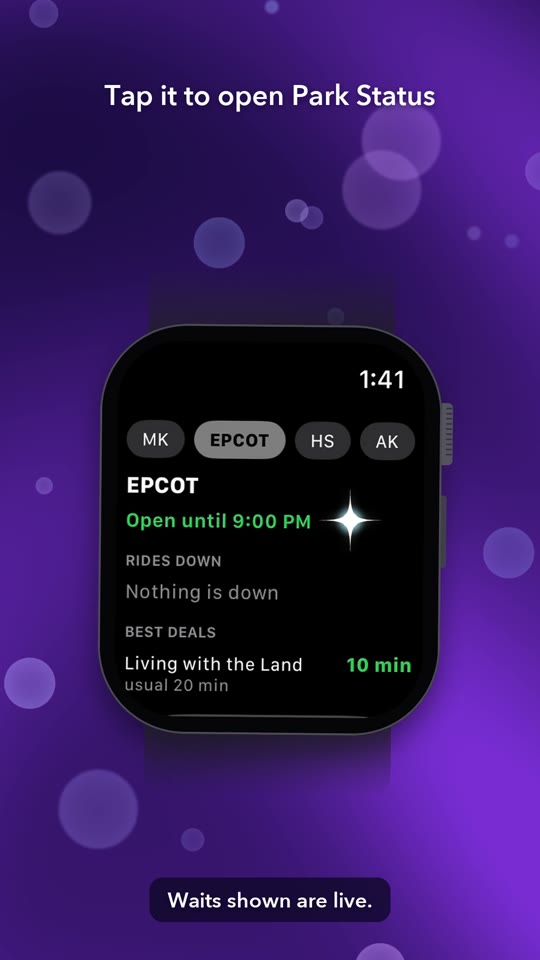 Tap it to open Park Status
1:41
MK EPCOT HS AK
EPCOT
Open until 9:00 PM
RIDES DOWN
Nothing is down
BEST DEALS
Living with the Land 10 min
usual 20 min
Waits shown are live.